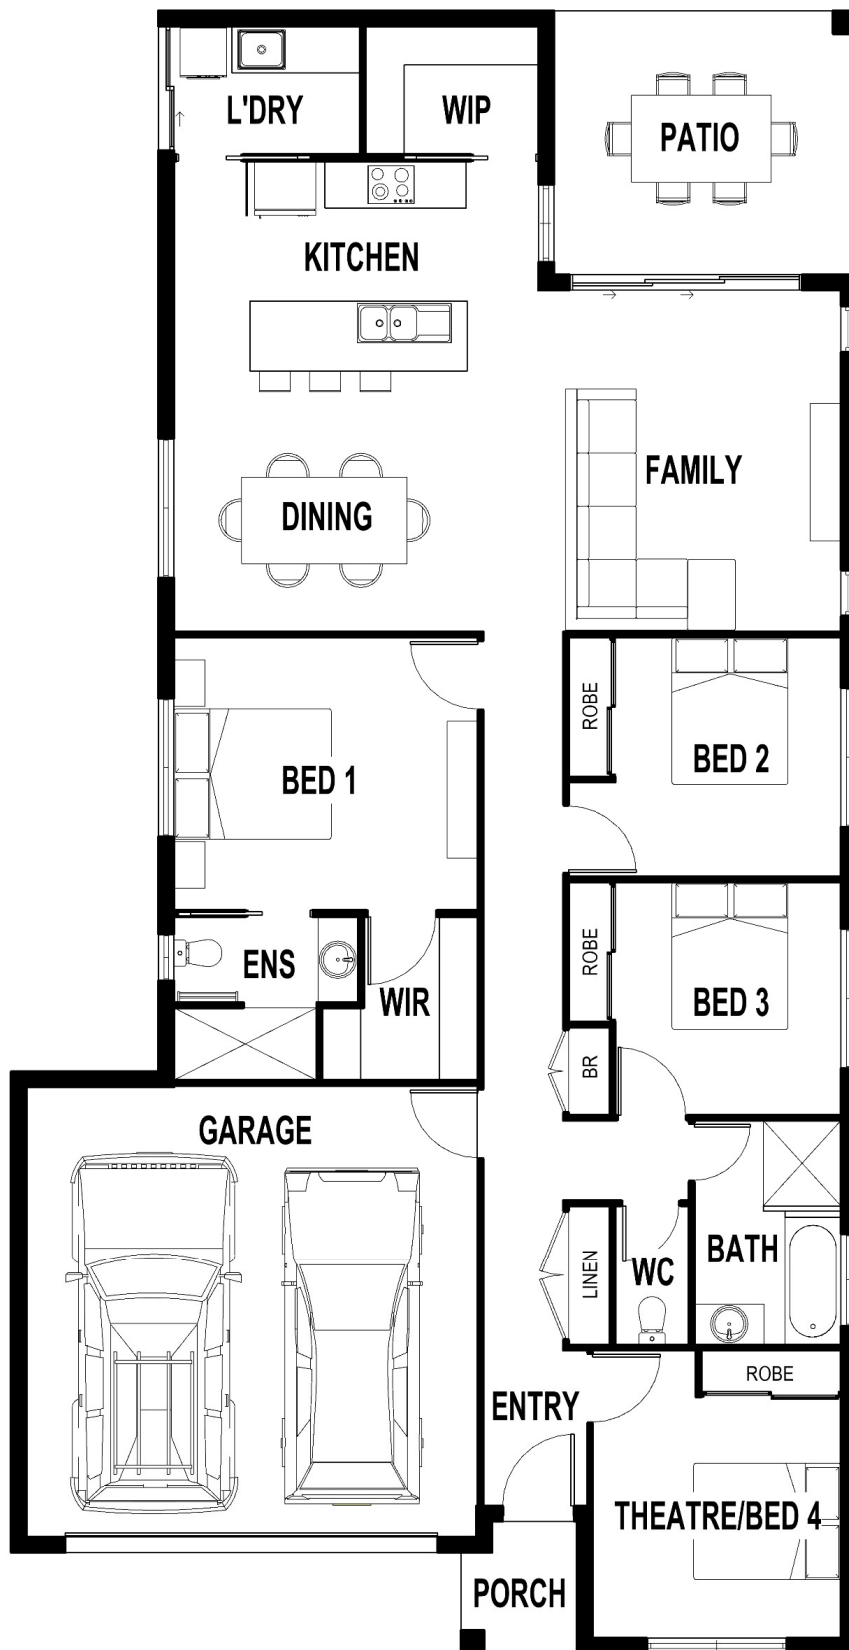 L'DRY
WIP
PATIO
KITCHEN
FAMILY
DINING
ROBE
BED 2
BED 1
ROBE
ENS
WIR
BED 3
BR
GARAGE
LINEN
WC
BATH
ROBE
ENTRY
THEATRE/BED 4
PORCH